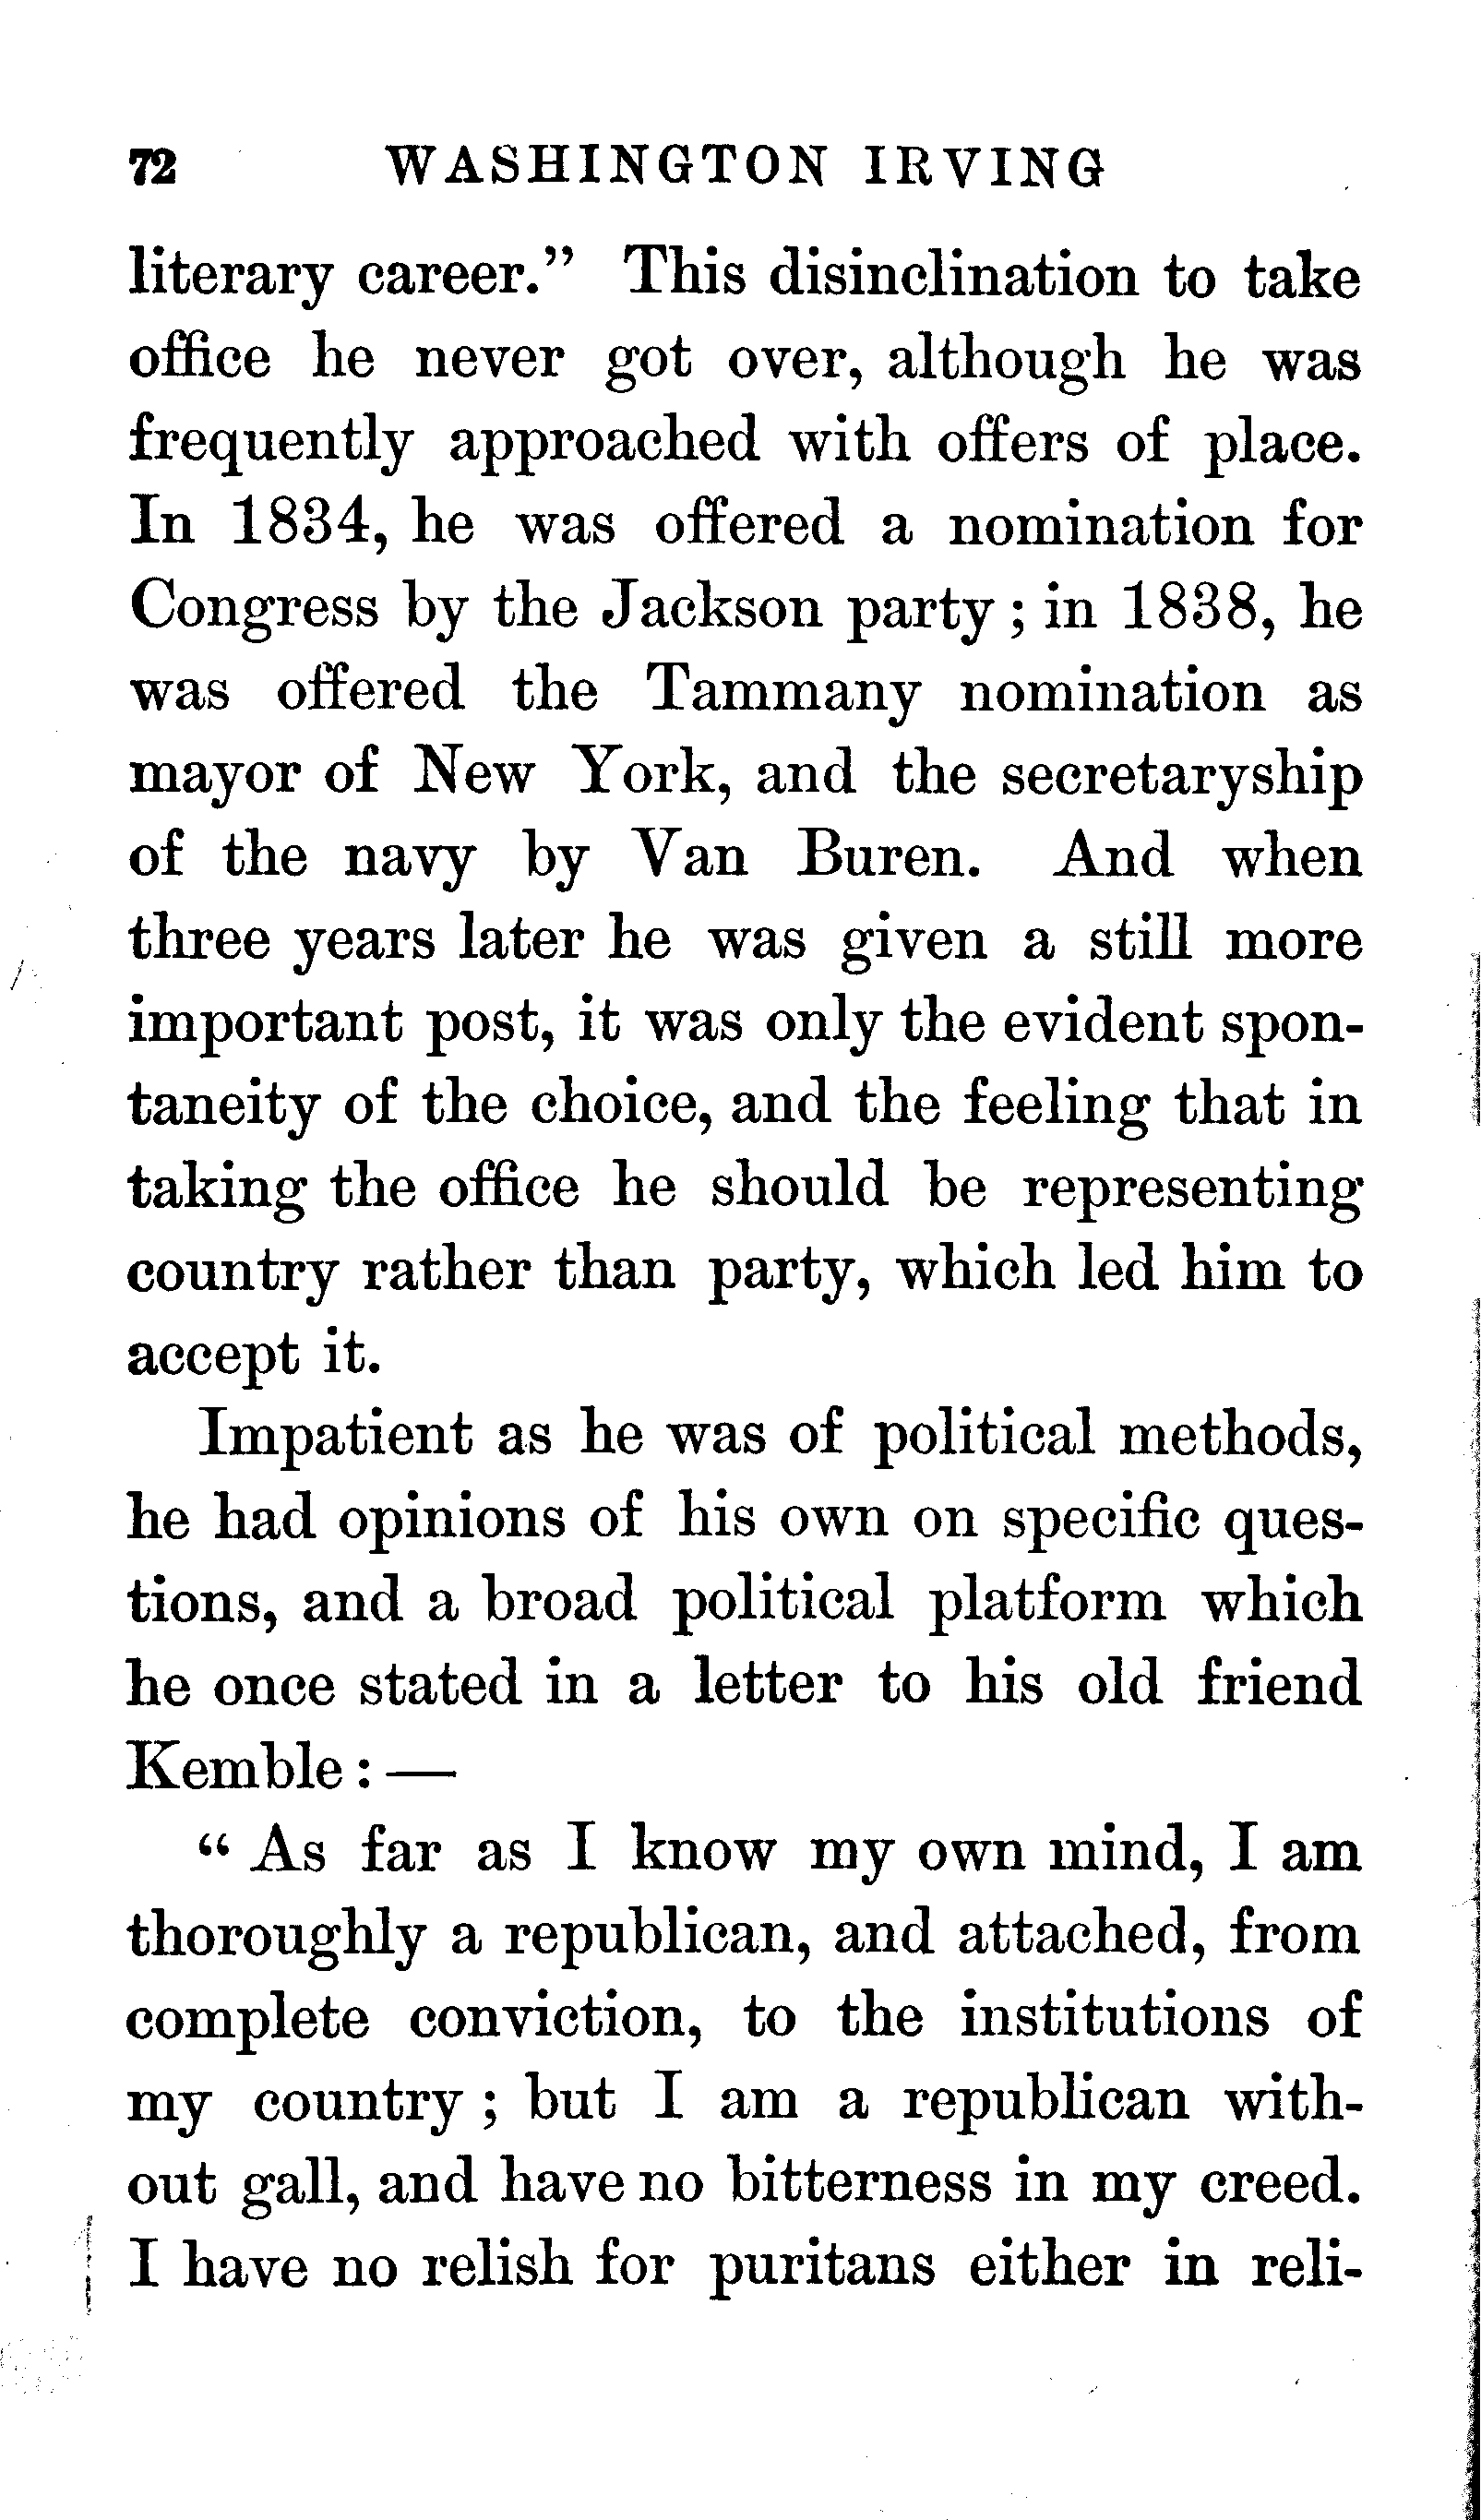 72 WASHINGTON IRVING
literary career.” This disinclination to take
office he never got over, although he was
frequently approached with offers of place.
In 1834, he was offered a nomination for
Congress by the Jackson party ; in 1838, he
was offered the Tammany nomination as
mayor of New York, and the secretaryship
of the navy by Van Buren. And when
three years later he was given a still more
important post, it was only the evident spon-
taneity of the choice, and the feeling that in
taking the office he should be representing
country rather than party, which led him to
accept it.
Impatient as he was of political methods,
he had opinions of his own on specific ques-
tions, and a broad political platform which
he once stated in a letter to his old friend
Kemble : —
“ As far as I know my own mind, I am
thoroughly a republican, and attached, from
complete conviction, to the institutions of
my country ; but I am a republican with-
out gall, and have no bitterness in my creed.
I have no relish for puritans either in reli-